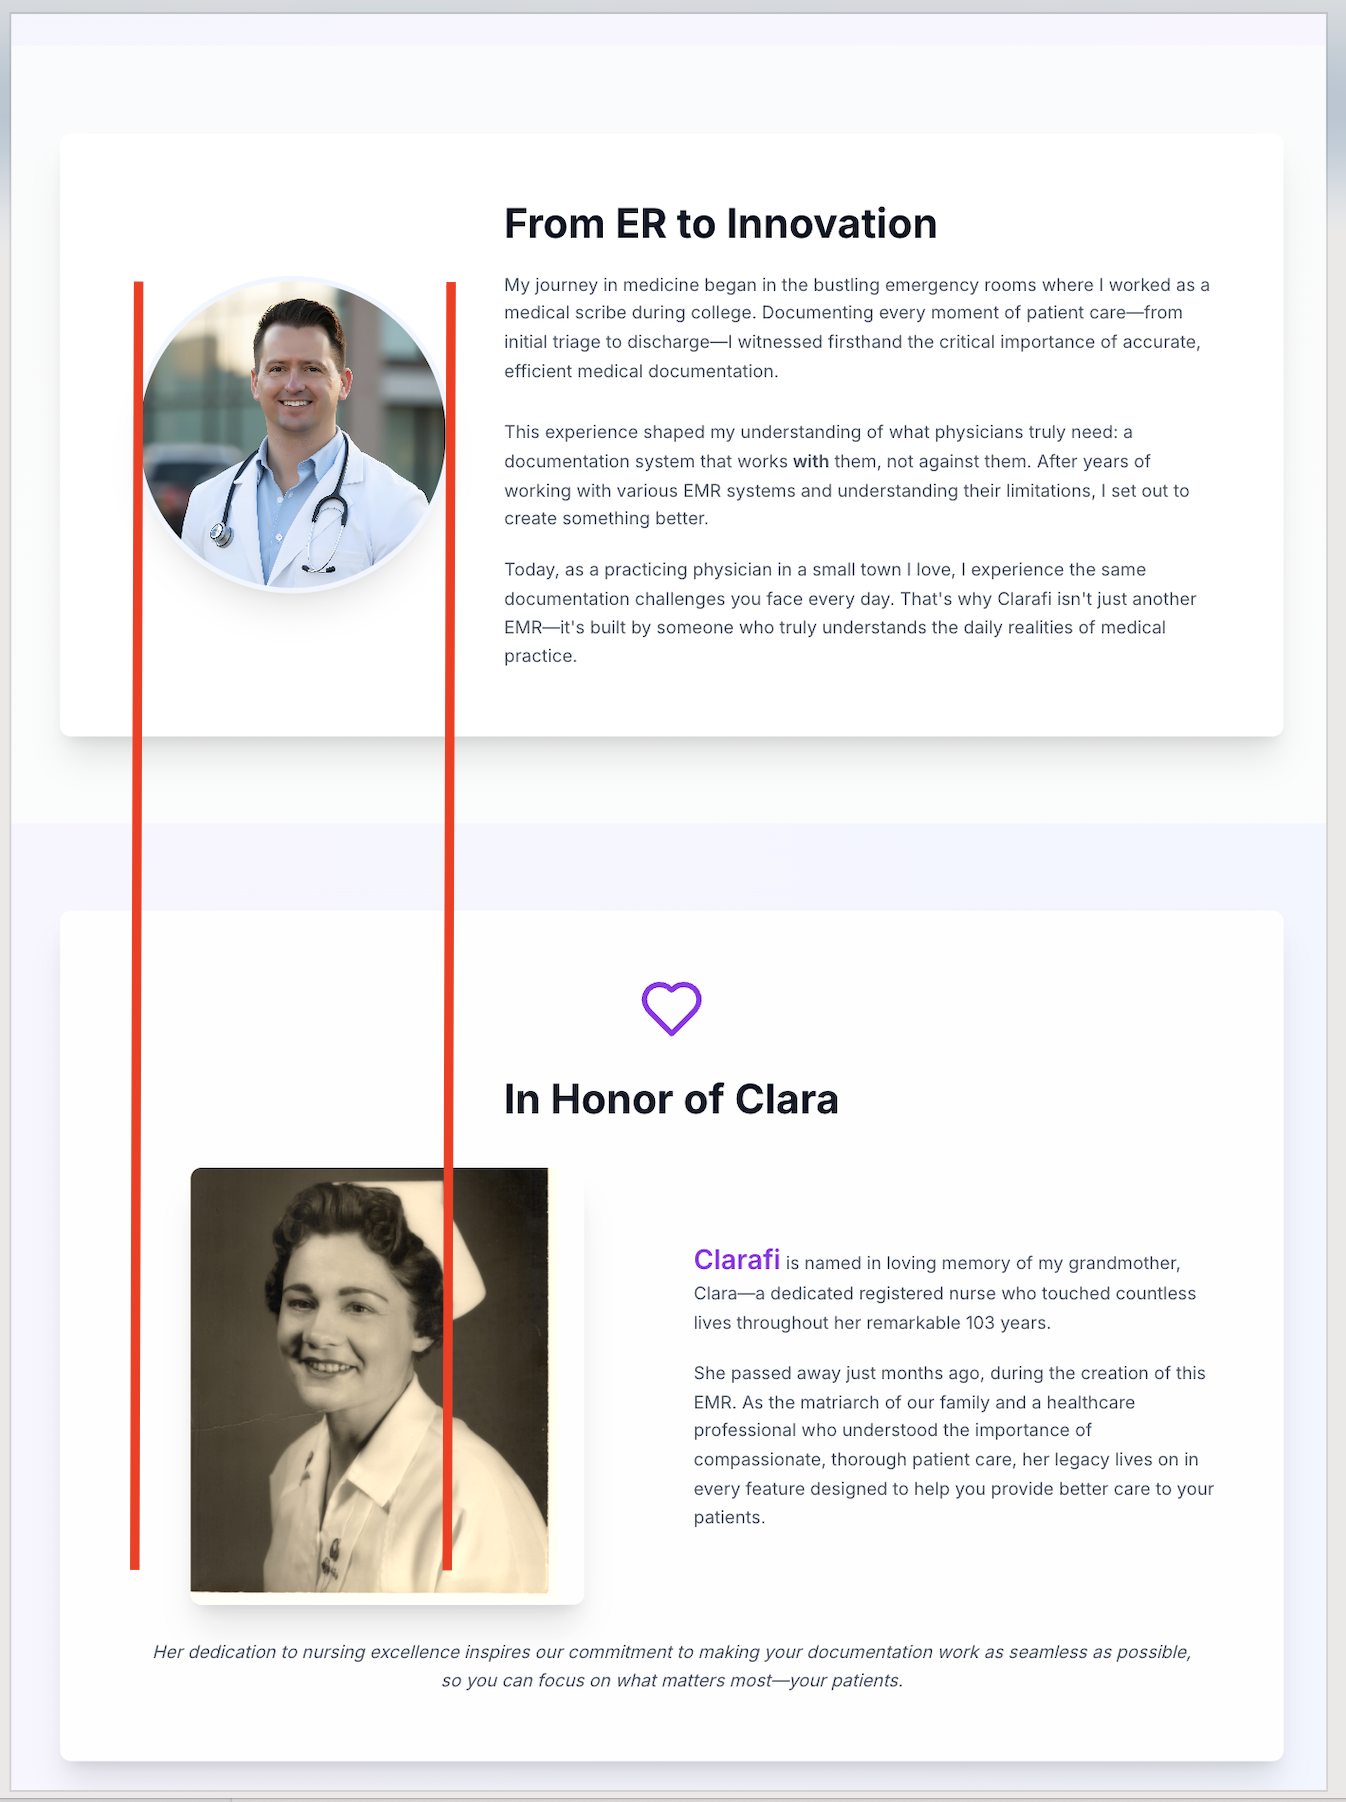 From ER to Innovation
My journey in medicine began in the bustling emergency rooms where I worked as a
medical scribe during college. Documenting every moment of patient care—from
initial triage to discharge—I witnessed firsthand the critical importance of accurate,
efficient medical documentation.
This experience shaped my understanding of what physicians truly need: a
documentation system that works with them, not against them. After years of
working with various EMR systems and understanding their limitations, I set out to
create something better.
Today, as a practicing physician in a small town I love, I experience the same
documentation challenges you face every day. That's why Clarafi isn't just another
EMR—it's built by someone who truly understands the daily realities of medical
practice.
In Honor of Clara
Clarafi is named in loving memory of my grandmother,
Clara—a dedicated registered nurse who touched countless
lives throughout her remarkable 103 years.
She passed away just months ago, during the creation of this
EMR. As the matriarch of our family and a healthcare
professional who understood the importance of
compassionate, thorough patient care, her legacy lives on in
every feature designed to help you provide better care to your
patients.
Her dedication to nursing excellence inspires our commitment to making your documentation work as seamless as possible,
so you can focus on what matters most—your patients.